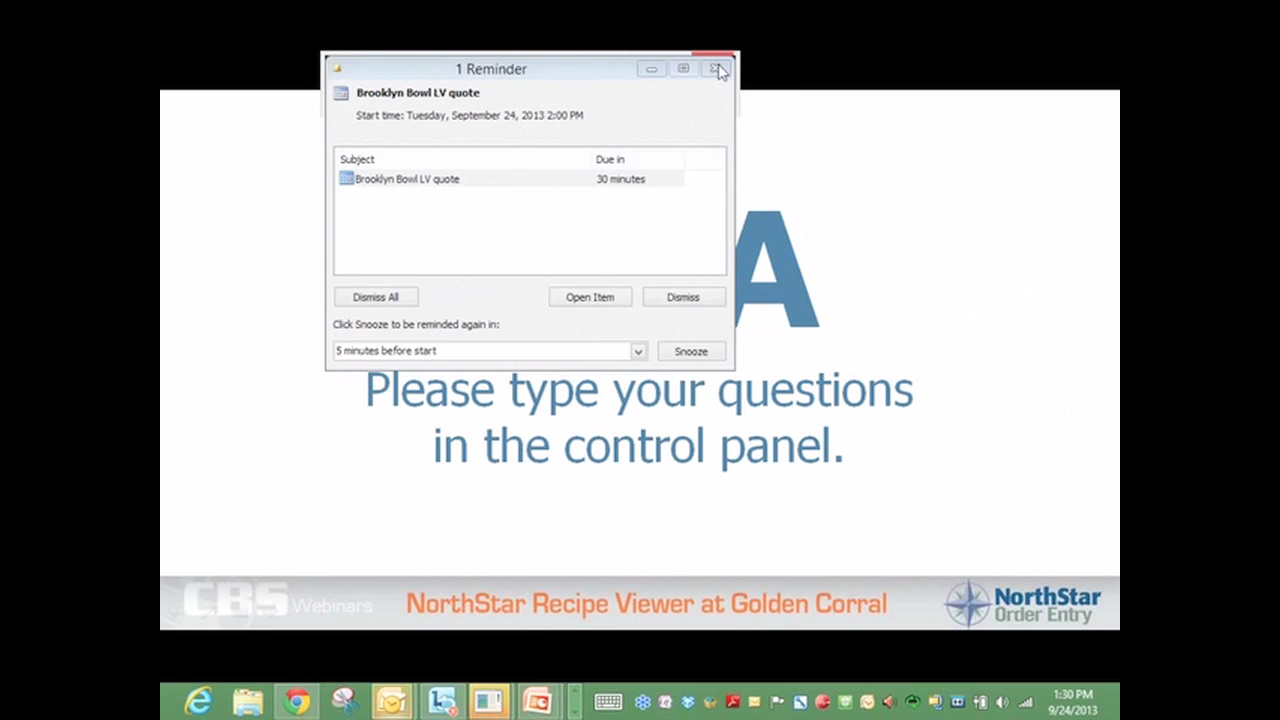 1 Reminder
Brooklyn Bowl LV quote
Start time: Tuesday, September 24, 2013 2:00 PM
Subject Due in
Brooklyn Bowl LV quote 30 minutes
Dismiss All Open Item Dismiss
Click Snooze to be reminded again in:
5 minutes before start Snooze
A
Please type your questions
in the control panel.
CBS Webinars NorthStar Recipe Viewer at Golden Corral NorthStar
Order Entry
1:30 PM
9/24/2013